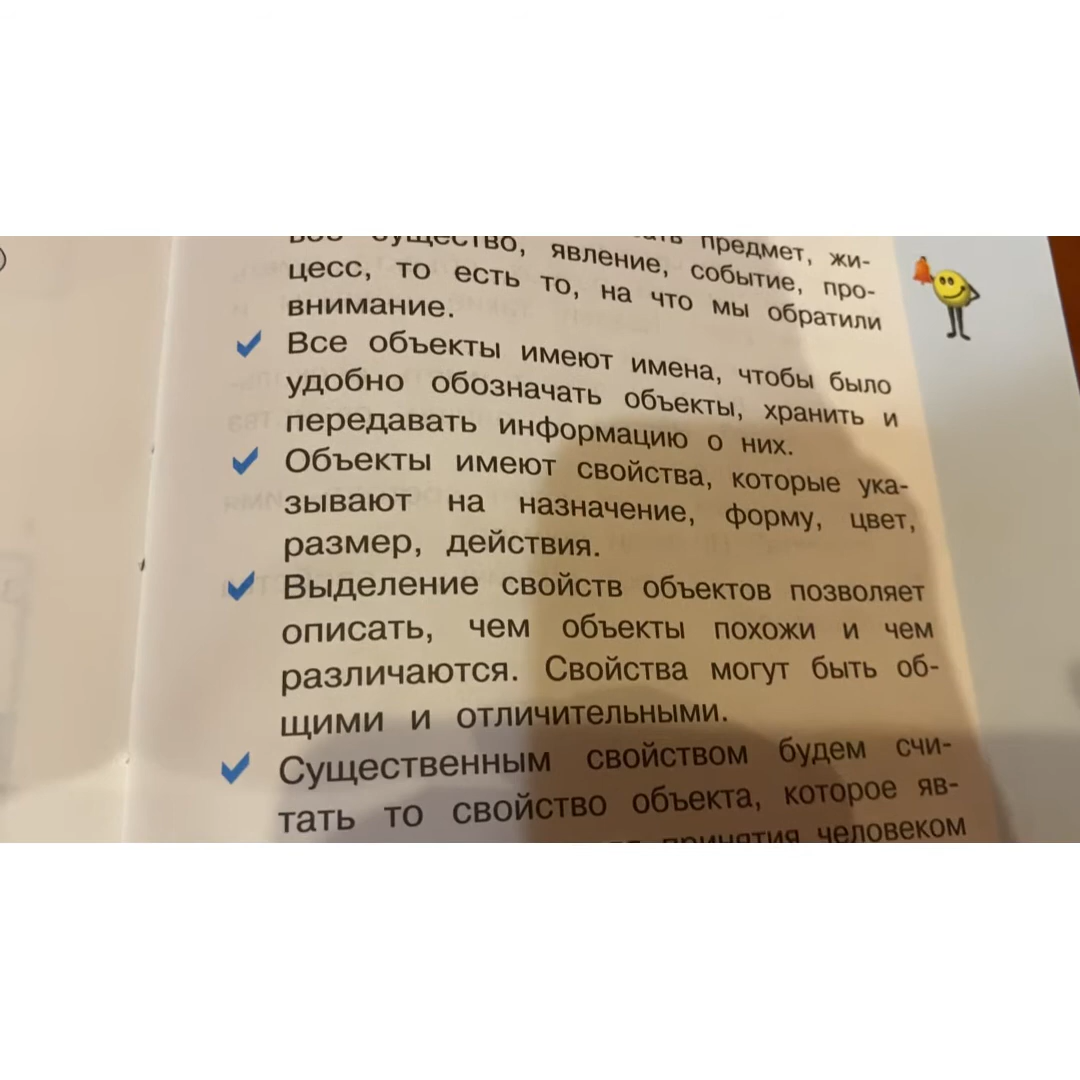 предмет, жи-
существо, явление, событие, про-
цесс, то есть то, на что мы обратили
внимание.
Все объекты имеют имена, чтобы было
удобно обозначать объекты, хранить и
передавать информацию о них.
Объекты имеют свойства, которые ука-
зывают на назначение, форму, цвет,
размер, действия.
Выделение свойств объектов позволяет
описать, чем объекты похожи и чем
различаются. Свойства могут быть об-
щими и отличительными.
Существенным свойством будем счи-
тать то свойство объекта, которое яв-
принятия человеком